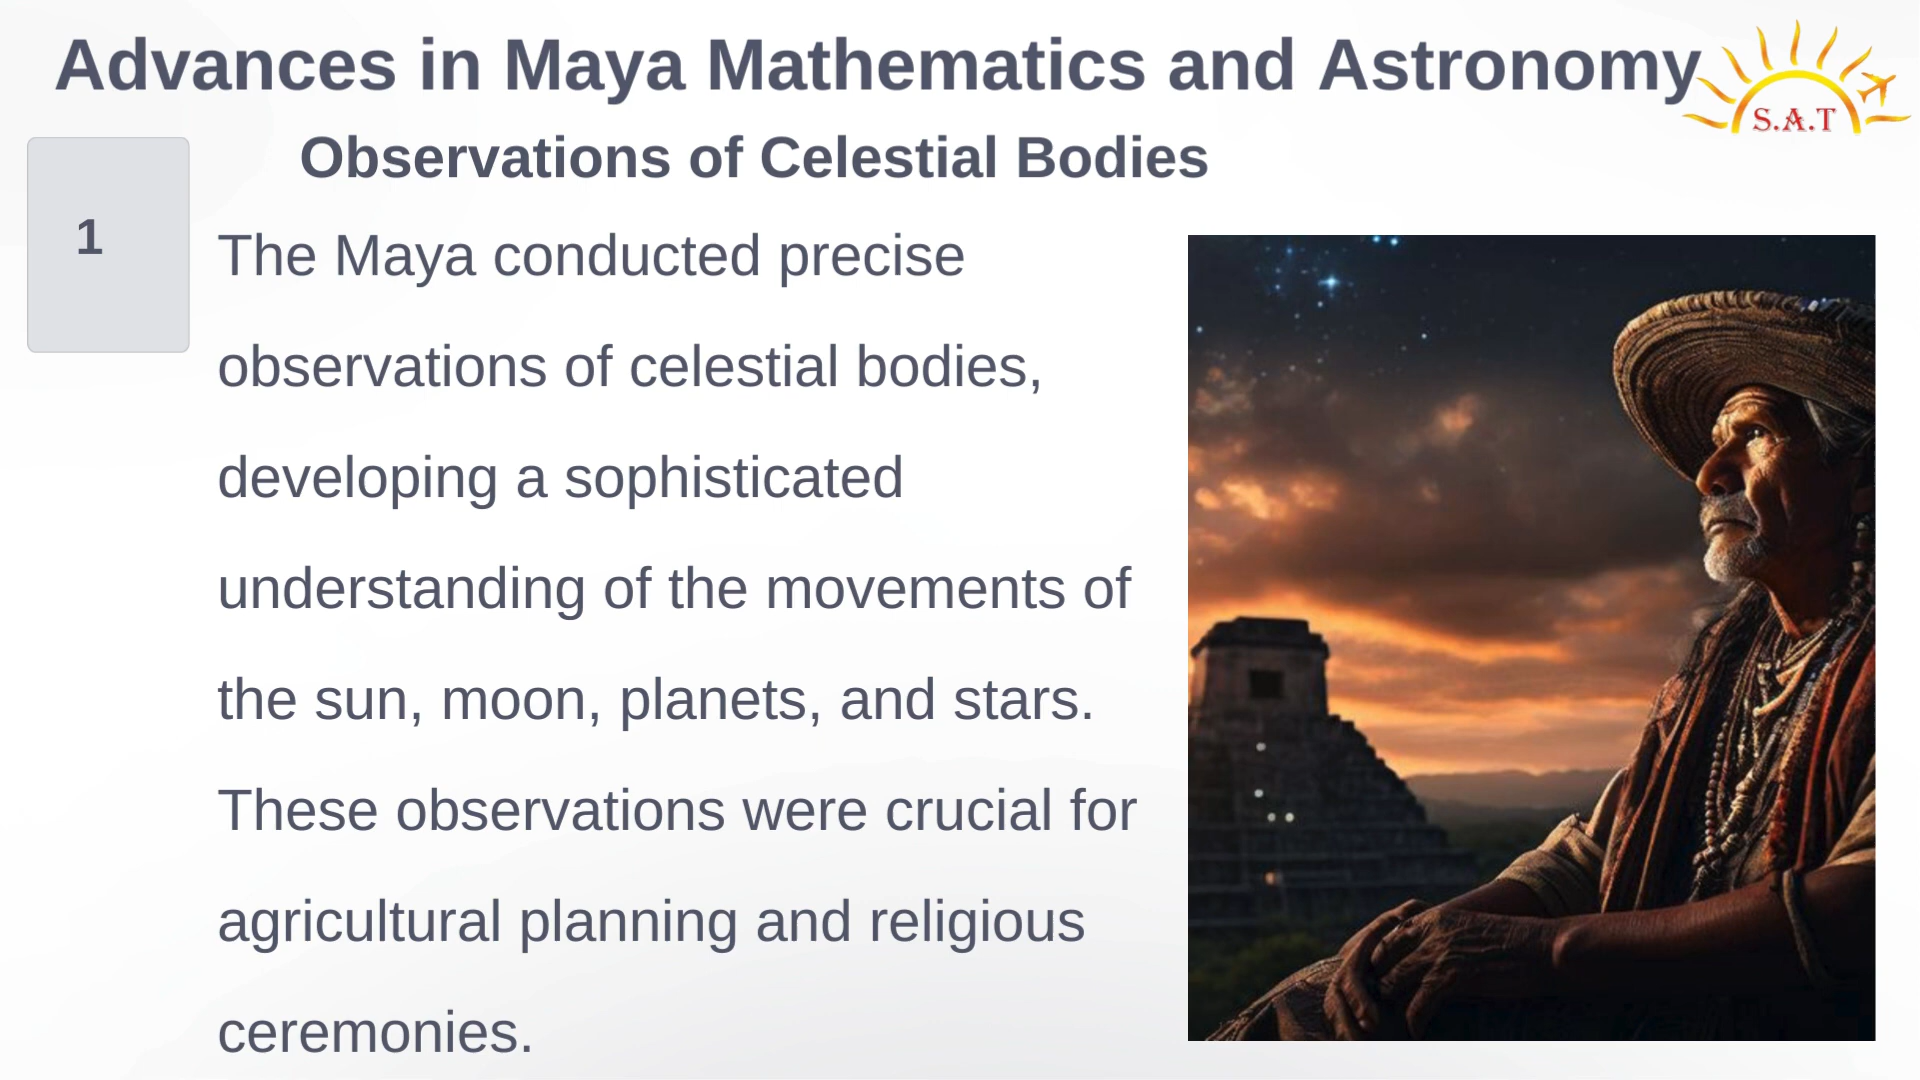 Advances in Maya Mathematics and Astronomy
S.A.T
Observations of Celestial Bodies
1
The Maya conducted precise
observations of celestial bodies,
developing a sophisticated
understanding of the movements of
the sun, moon, planets, and stars.
These observations were crucial for
agricultural planning and religious
ceremonies.